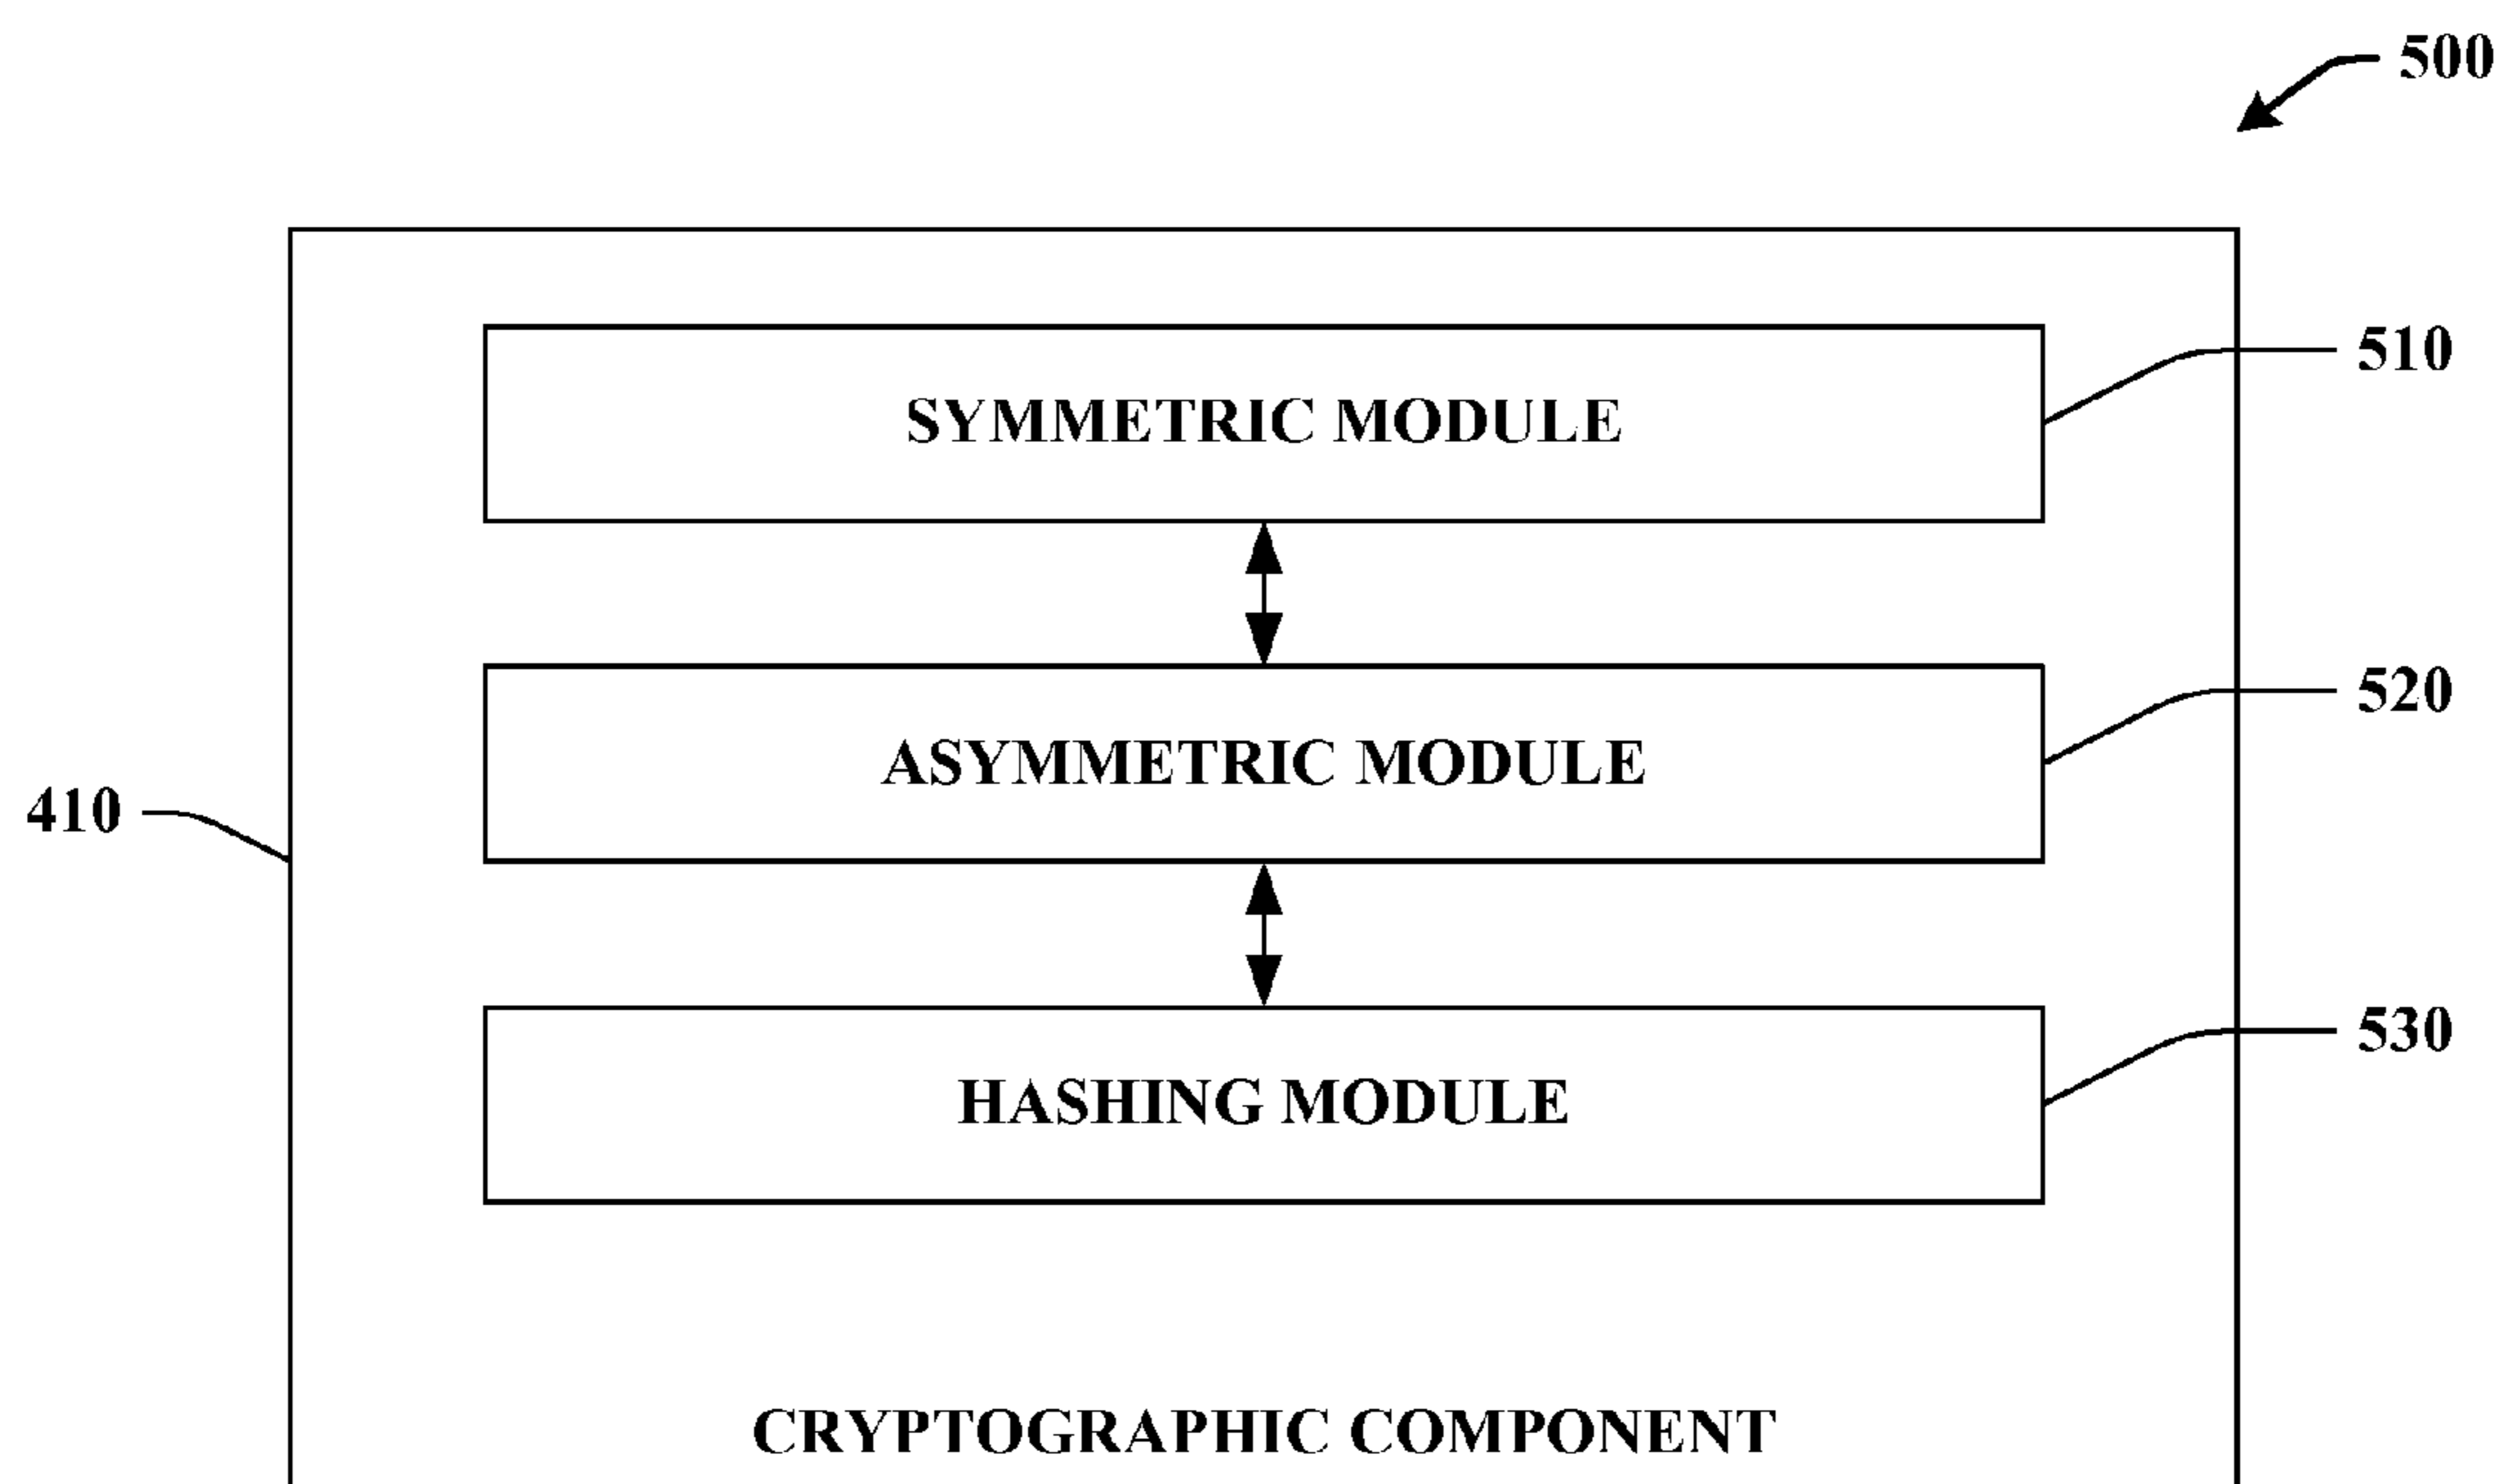 500
510
SYMMETRIC MODULE
520
ASYMMETRIC MODULE
410
530
HASHING MODULE
CRYPTOGRAPHIC COMPONENT